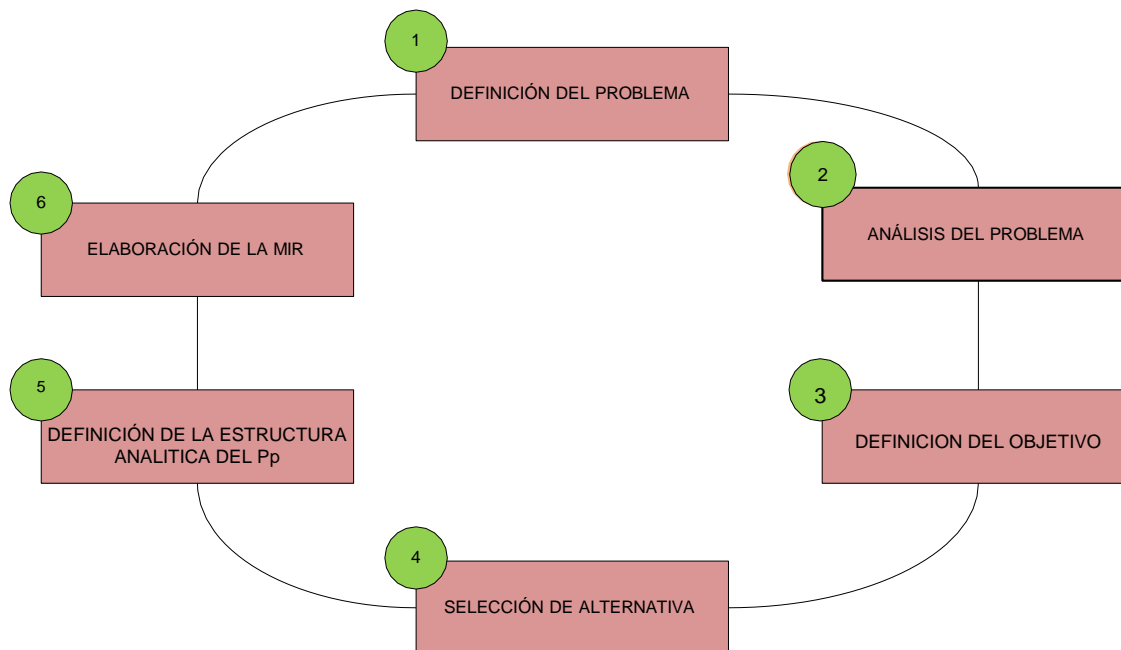 1
DEFINICIÓN DEL PROBLEMA
2
ANÁLISIS DEL PROBLEMA
3
DEFINICION DEL OBJETIVO
4
SELECCIÓN DE ALTERNATIVA
5
DEFINICIÓN DE LA ESTRUCTURA
ANALITICA DEL Pp
6
ELABORACIÓN DE LA MIR